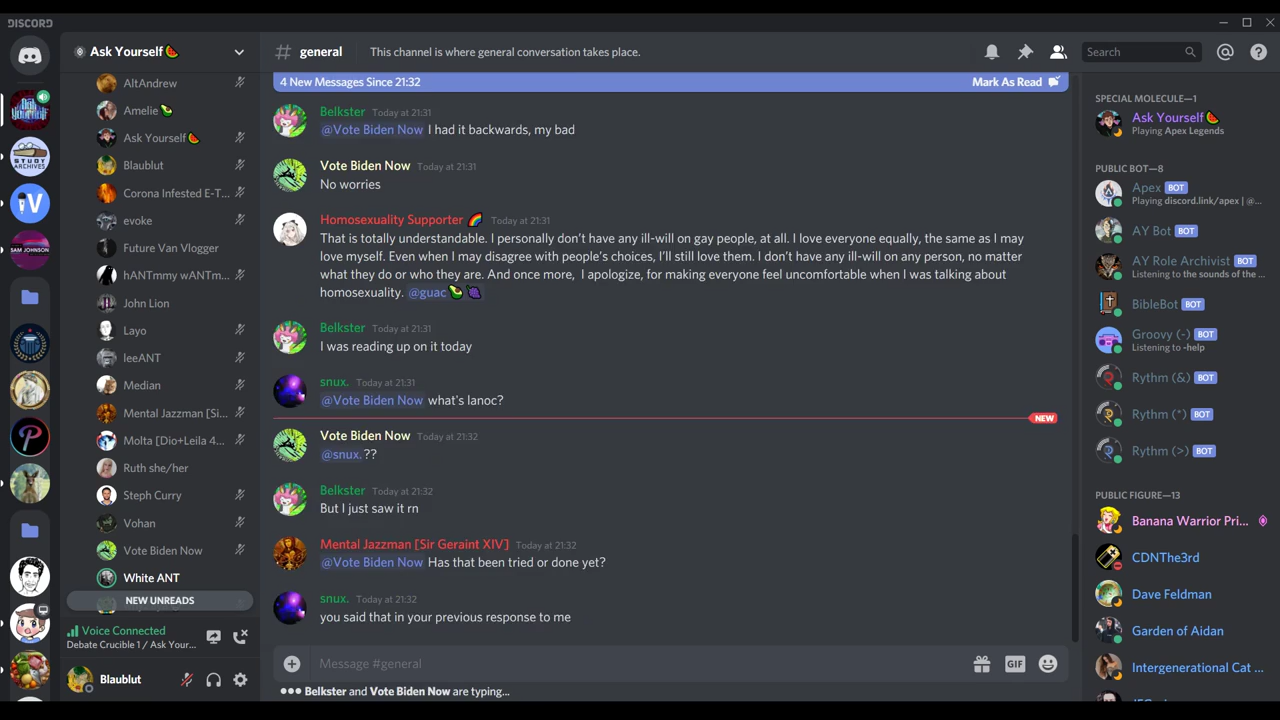 DISCORD
Ask Yourself🍉
# general
This channel is where general conversation takes place.
Search
AltAndrew
Amelie🥑
Ask Yourself🍉
Blaublut
Corona Infested E-T...
evoke
Future Van Vlogger
hANTmmy wANTm...
John Lion
Layo
leeANT
Median
Mental Jazzman [Si...
Molta [Dio+Leila 4...
Ruth she/her
Steph Curry
Vohan
Vote Biden Now
White ANT
NEW UNREADS
Voice Connected
Debate Crucible 1 / Ask Your...
Blaublut
4 New Messages Since 21:32
Mark As Read
Belkster Today at 21:31
@Vote Biden Now I had it backwards, my bad
Vote Biden Now Today at 21:31
No worries
Homosexuality Supporter 🌈 Today at 21:31
That is totally understandable. I personally don't have any ill-will on gay people, at all. I love everyone equally, the same as I may
love myself. Even when I may disagree with people's choices, I'll still love them. I don't have any ill-will on any person, no matter
what they do or who they are. And once more, I apologize, for making everyone feel uncomfortable when I was talking about
homosexuality. @guac🥑🍇
Belkster Today at 21:31
I was reading up on it today
snux. Today at 21:31
@Vote Biden Now what's lanoc?
NEW
Vote Biden Now Today at 21:32
@snux. ??
Belkster Today at 21:32
But I just saw it rn
Mental Jazzman [Sir Geraint XIV] Today at 21:32
@Vote Biden Now Has that been tried or done yet?
snux. Today at 21:32
you said that in your previous response to me
Message #general
GIF
Belkster and Vote Biden Now are typing...
SPECIAL MOLECULE—1
Ask Yourself🍉
Playing Apex Legends
PUBLIC BOT—8
Apex BOT
Playing discord.link/apex | @...
AY Bot BOT
AY Role Archivist BOT
Listening to the sounds of the ...
BibleBot BOT
Groovy (-) BOT
Listening to -help
Rythm (&) BOT
Rythm (*) BOT
Rythm (>) BOT
PUBLIC FIGURE—13
Banana Warrior Pri...
CDNThe3rd
Dave Feldman
Garden of Aidan
Intergenerational Cat ...
STUDY
ARCHIVES
V
SAM JOHNSON